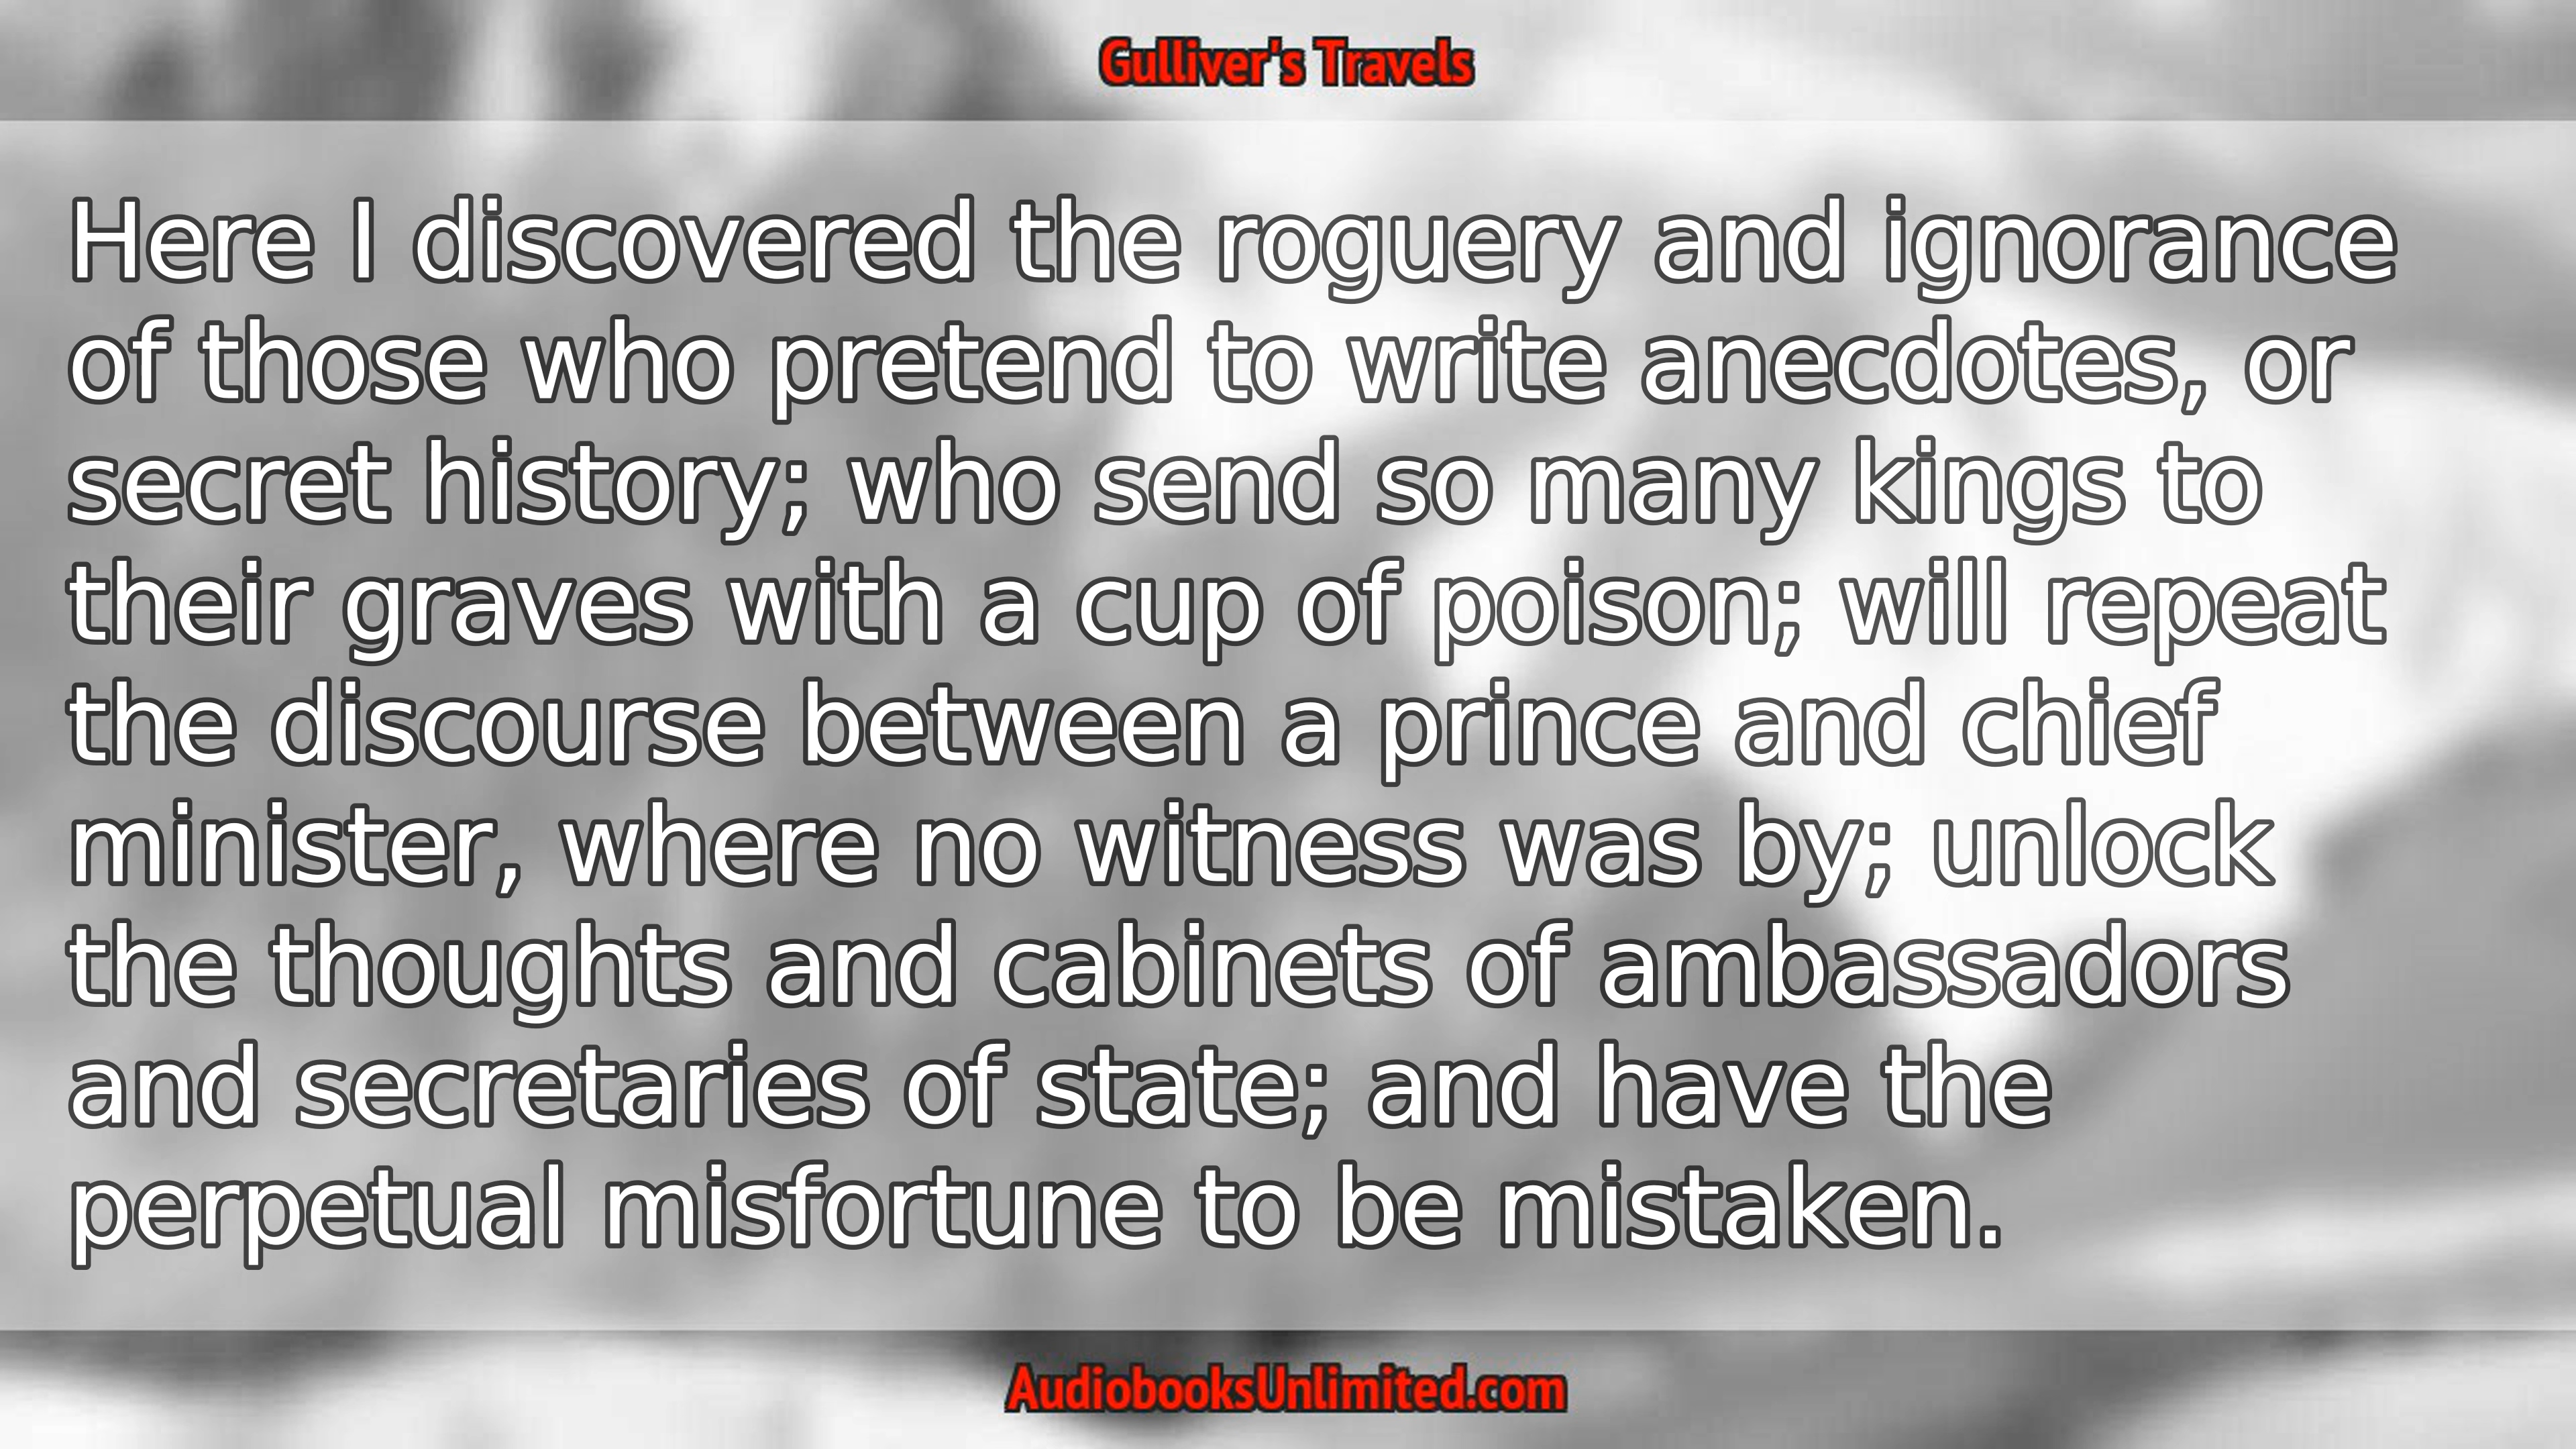 Gulliver's Travels
Here I discovered the roguery and ignorance
of those who pretend to write anecdotes, or
secret history; who send so many kings to
their graves with a cup of poison; will repeat
the discourse between a prince and chief
minister, where no witness was by; unlock
the thoughts and cabinets of ambassadors
and secretaries of state; and have the
perpetual misfortune to be mistaken.
AudiobooksUnlimited.com